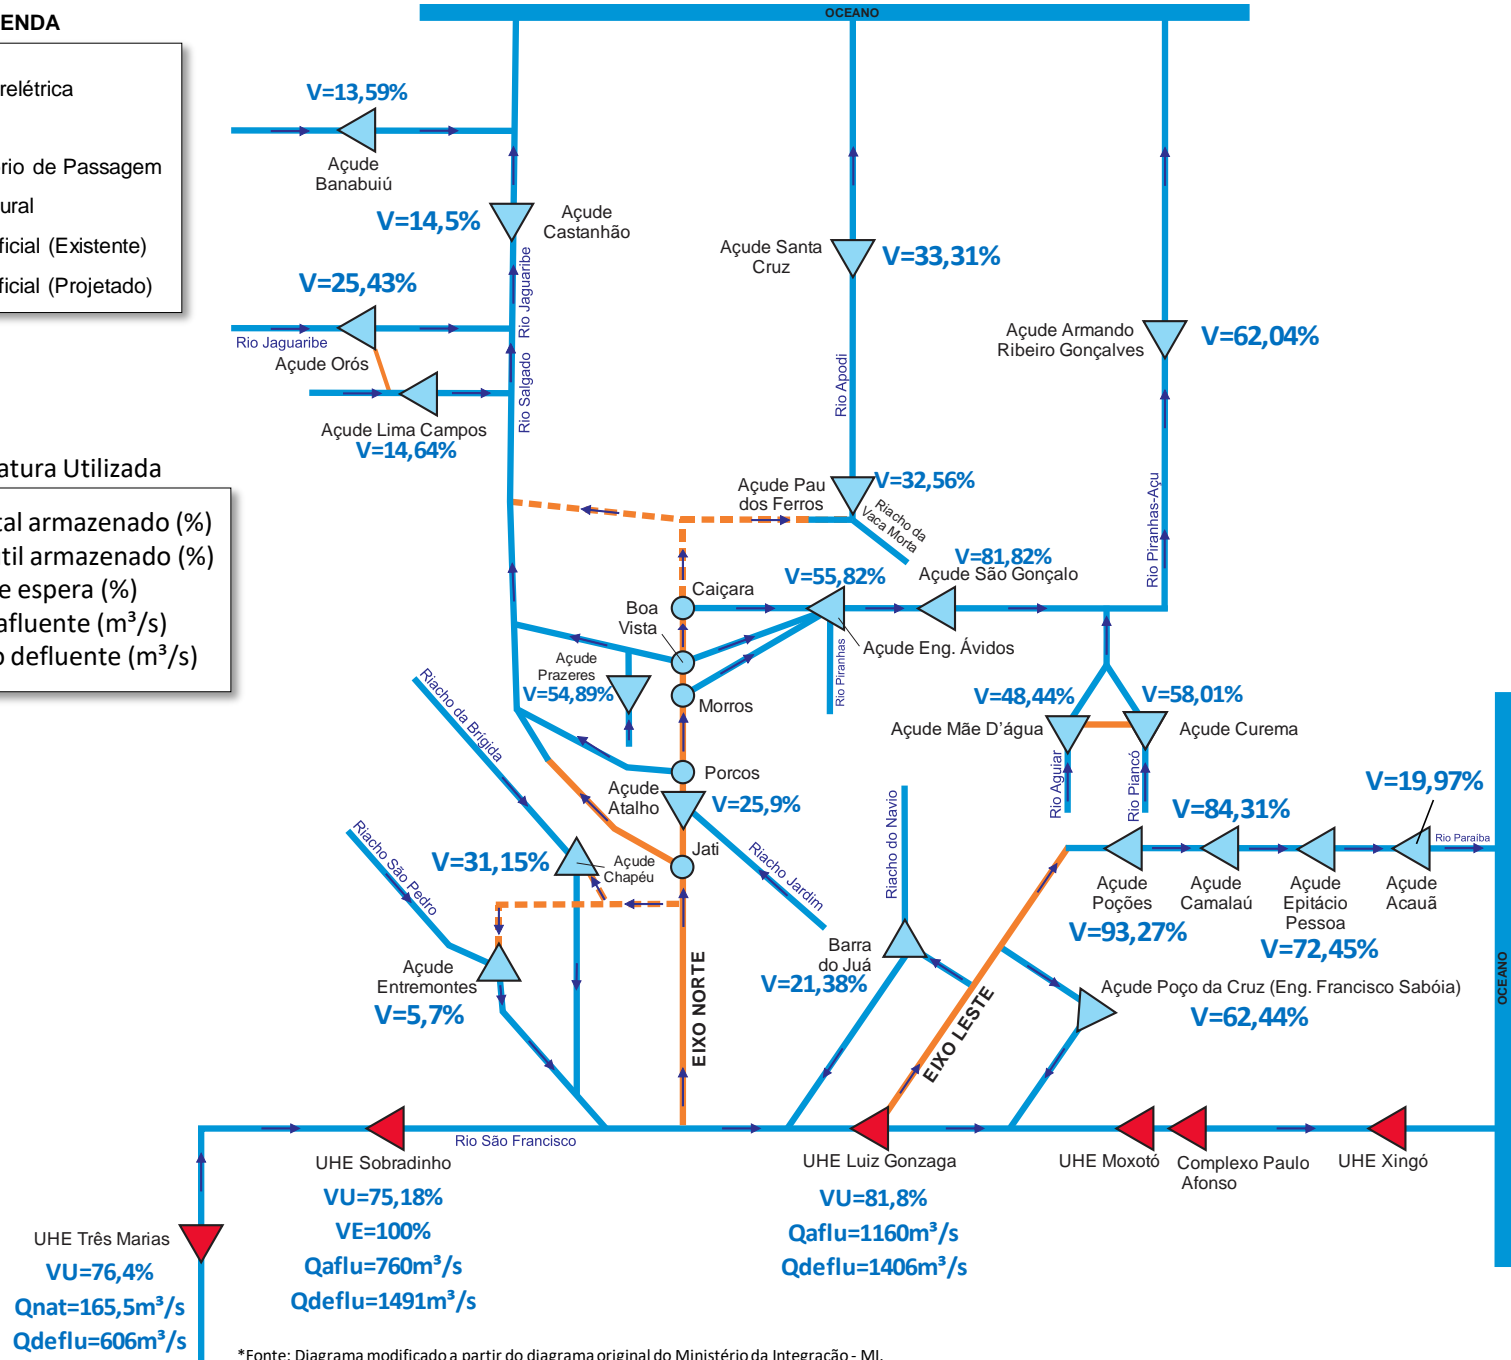 OCEANO
ENDA
relétrica
rio de Passagem
ural
ficial (Existente)
ficial (Projetado)
V=13,59%
Açude
Banabuiú
V=14,5%
Açude
Castanhão
V=25,43%
Rio Jaguaribe
Açude Orós
Rio Jaguaribe
Rio Salgado
Açude Lima Campos
V=14,64%
Açude Santa
Cruz
V=33,31%
Rio Apodi
Açude Armando
Ribeiro Gonçalves
V=62,04%
Rio Piranhas-Açu
atura Utilizada
tal armazenado (%)
útil armazenado (%)
e espera (%)
afluente (m³/s)
o defluente (m³/s)
Açude Pau
dos Ferros
V=32,56%
Riacho da
Vaca Morta
V=81,82%
Açude São Gonçalo
V=55,82%
Caiçara
Boa
Vista
Açude Eng. Ávidos
Rio Piranhas
Açude
Prazeres
V=54,89%
Morros
Porcos
Açude
Atalho
V=25,9%
Jati
Riacho Jardim
Riacho da Brígida
Riacho São Pedro
V=31,15%
Açude
Chapéu
Açude
Entremontes
V=5,7%
V=48,44%
Açude Mãe D'água
V=58,01%
Açude Curema
Rio Aguiar
Rio Piancó
V=19,97%
V=84,31%
Rio Paraíba
Açude
Poções
V=93,27%
Açude
Camalaú
Açude
Epitácio
Pessoa
V=72,45%
Açude
Acauã
Riacho do Navio
Barra
do Juá
V=21,38%
EIXO NORTE
EIXO LESTE
Açude Poço da Cruz (Eng. Francisco Sabóia)
V=62,44%
OCEANO
Rio São Francisco
UHE Sobradinho
VU=75,18%
VE=100%
Qaflu=760m³/s
Qdeflu=1491m³/s
UHE Luiz Gonzaga
VU=81,8%
Qaflu=1160m³/s
Qdeflu=1406m³/s
UHE Moxotó
Complexo Paulo
Afonso
UHE Xingó
UHE Três Marias
VU=76,4%
Qnat=165,5m³/s
Qdeflu=606m³/s
*Fonte: Diagrama modificado a partir do diagrama original do Ministério da Integração - MI.